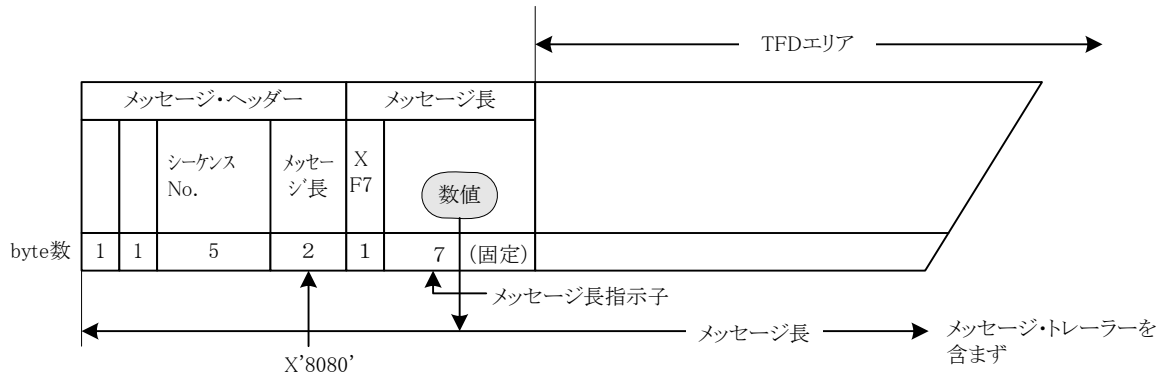 TFDエリア
メッセージ・ヘッダー
メッセージ長
シーケンス
No.
メッセー
ジ長
X
F7
数値
byte数
1
1
5
2
1
7 (固定)
メッセージ長指示子
メッセージ長
メッセージ・トレーラーを
含まず
X'8080'